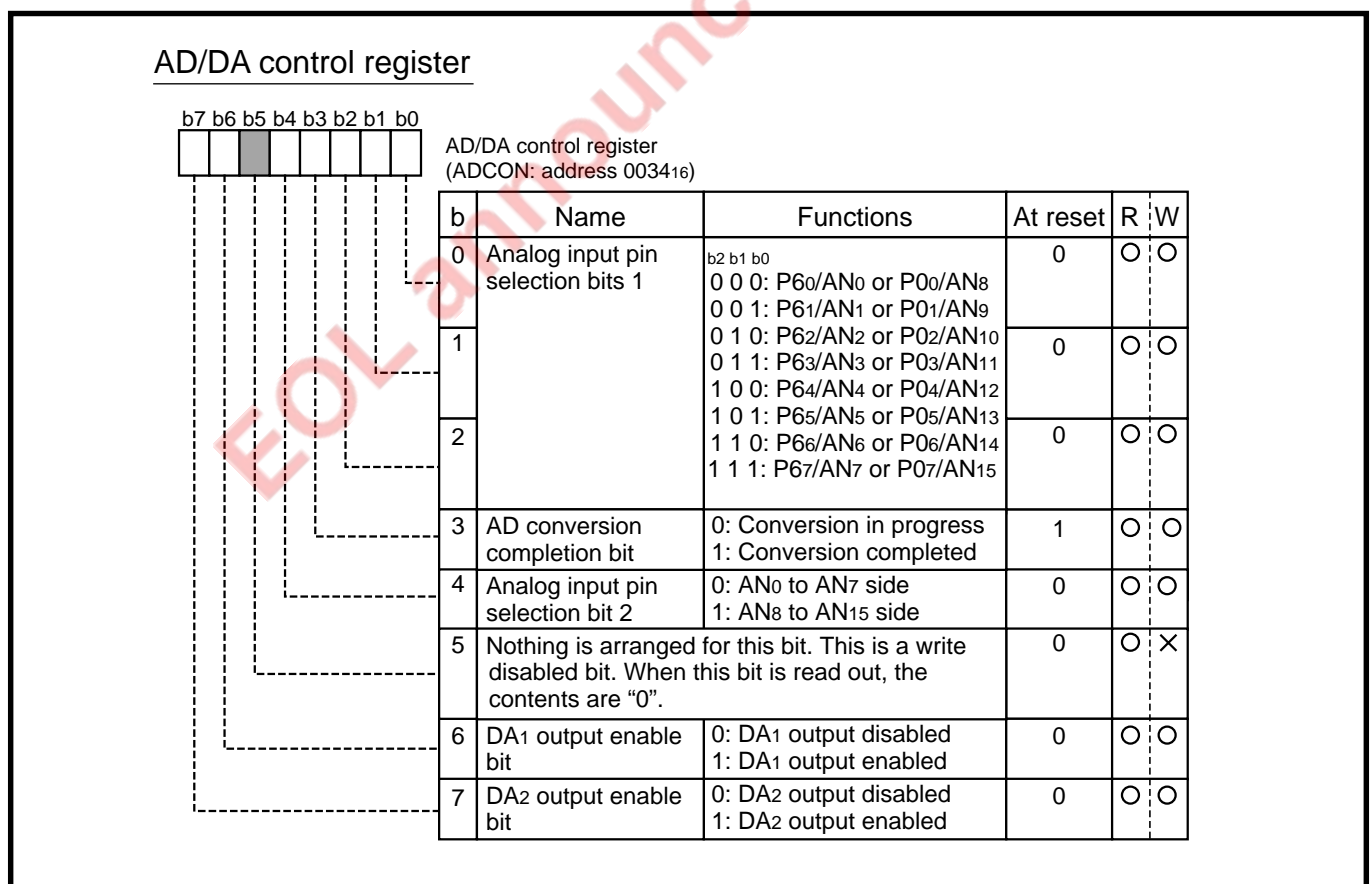 AD/DA control register
b7 b6 b5 b4 b3 b2 b1 b0
AD/DA control register
(ADCON: address 003416)
b Name Functions At reset R W
0 Analog input pin selection bits 1 0 ○ ○
b2 b1 b0
0 0 0: P60/AN0 or P00/AN8
0 0 1: P61/AN1 or P01/AN9
0 1 0: P62/AN2 or P02/AN10
1 0 ○ ○
0 1 1: P63/AN3 or P03/AN11
1 0 0: P64/AN4 or P04/AN12
1 0 1: P65/AN5 or P05/AN13
2 0 ○ ○
1 1 0: P66/AN6 or P06/AN14
1 1 1: P67/AN7 or P07/AN15
3 AD conversion 0: Conversion in progress 1 ○ ○
completion bit 1: Conversion completed
4 Analog input pin 0: AN0 to AN7 side 0 ○ ○
selection bit 2 1: AN8 to AN15 side
5 Nothing is arranged for this bit. This is a write 0 ○ ×
disabled bit. When this bit is read out, the
contents are “0”.
6 DA1 output enable 0: DA1 output disabled 0 ○ ○
bit 1: DA1 output enabled
7 DA2 output enable 0: DA2 output disabled 0 ○ ○
bit 1: DA2 output enabled
EOL announc